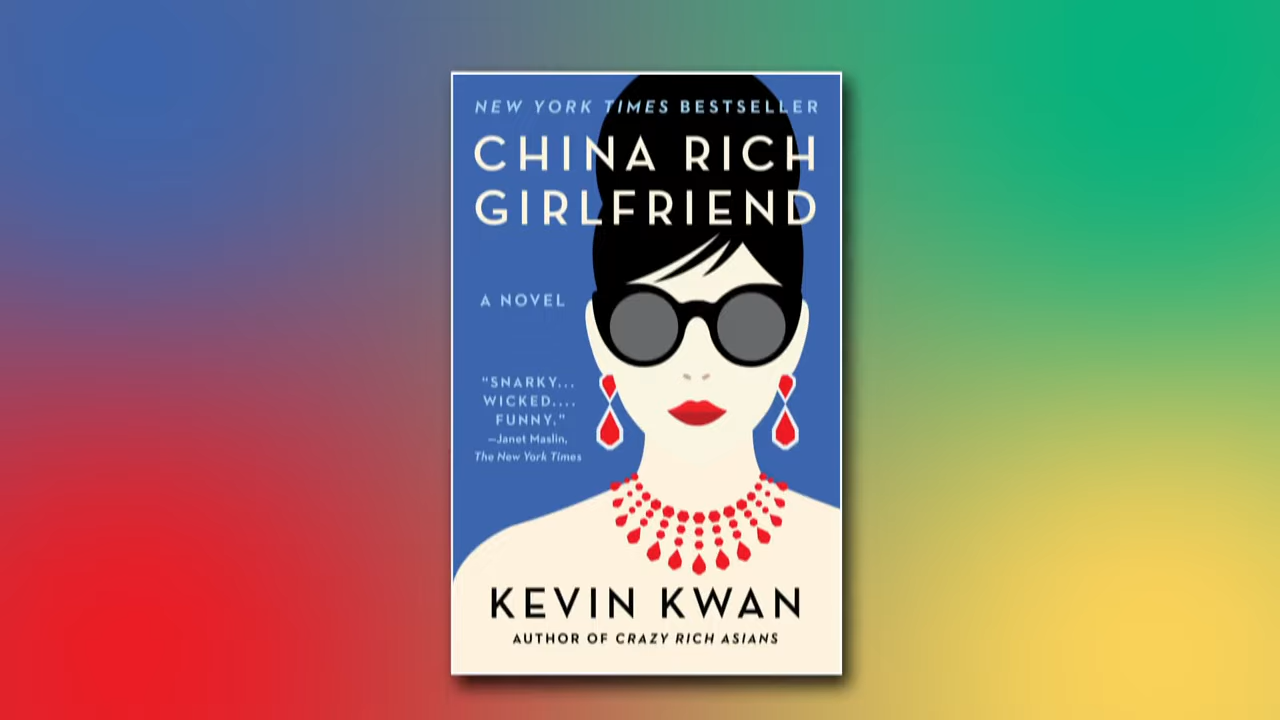 NEW YORK TIMES BESTSELLER
CHINA RICH
GIRLFRIEND
A NOVEL
"SNARKY...
WICKED....
FUNNY."
—Janet Maslin,
The New York Times
KEVIN KWAN
AUTHOR OF CRAZY RICH ASIANS